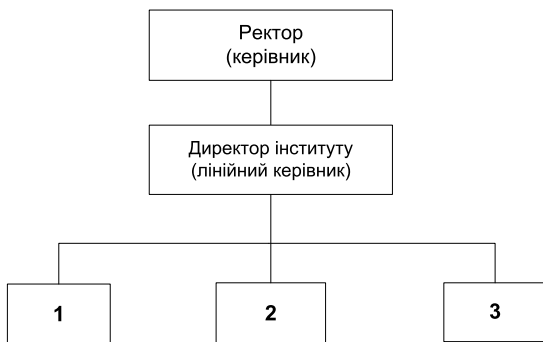 Ректор
(керівник)
Директор інституту
(лінійний керівник)
1
2
3